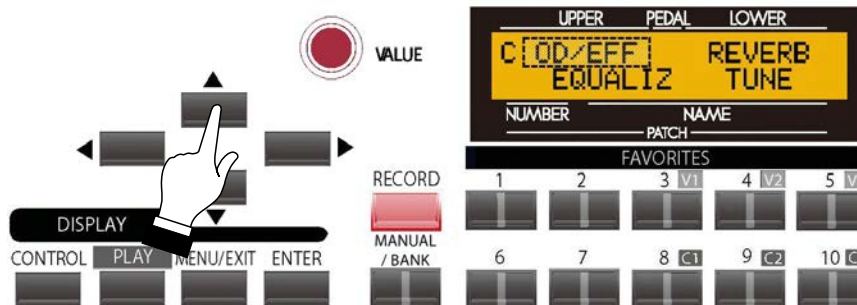 VALUE
UPPER PEDAL LOWER
C OD/EFF REVERB
EQUALIZ TUNE
NUMBER NAME
PATCH
FAVORITES
RECORD
1 2 3 V1 4 V2 5
DISPLAY
CONTROL PLAY MENU/EXIT ENTER
MANUAL
/ BANK
6 7 8 C1 9 C2 10